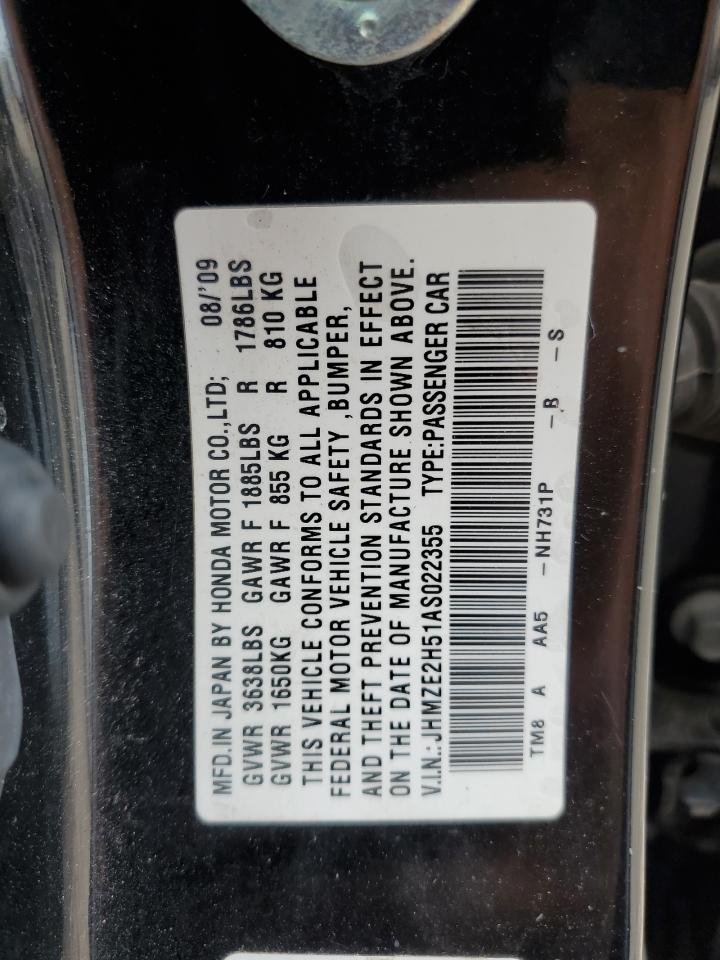 MFD.IN JAPAN BY HONDA MOTOR CO.,LTD; 08/'09
GVWR 3638LBS GAWR F 1885LBS R 1786LBS
GVWR 1650KG GAWR F 855 KG R 810 KG
THIS VEHICLE CONFORMS TO ALL APPLICABLE
FEDERAL MOTOR VEHICLE SAFETY ,BUMPER,
AND THEFT PREVENTION STANDARDS IN EFFECT
ON THE DATE OF MANUFACTURE SHOWN ABOVE.
V.I.N.: JHMZE2H51AS022355 TYPE:PASSENGER CAR
TM8 A AA5 -NH731P -B -S